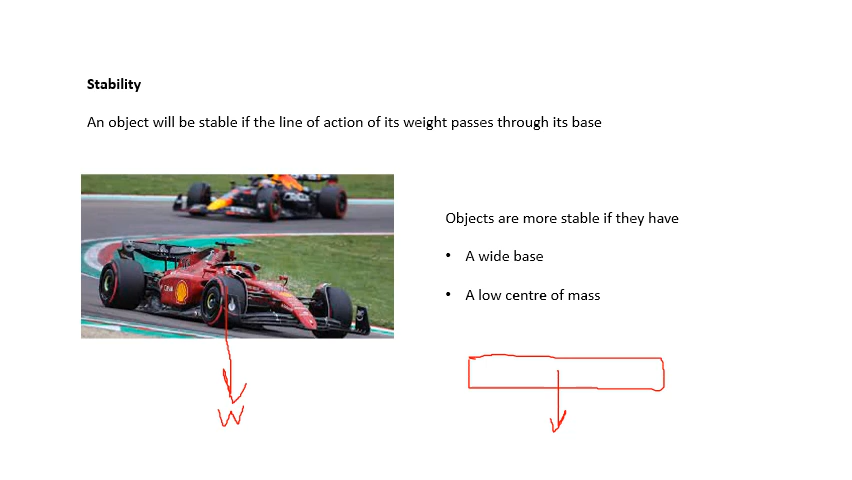 Stability
An object will be stable if the line of action of its weight passes through its base
Objects are more stable if they have
• A wide base
• A low centre of mass
W